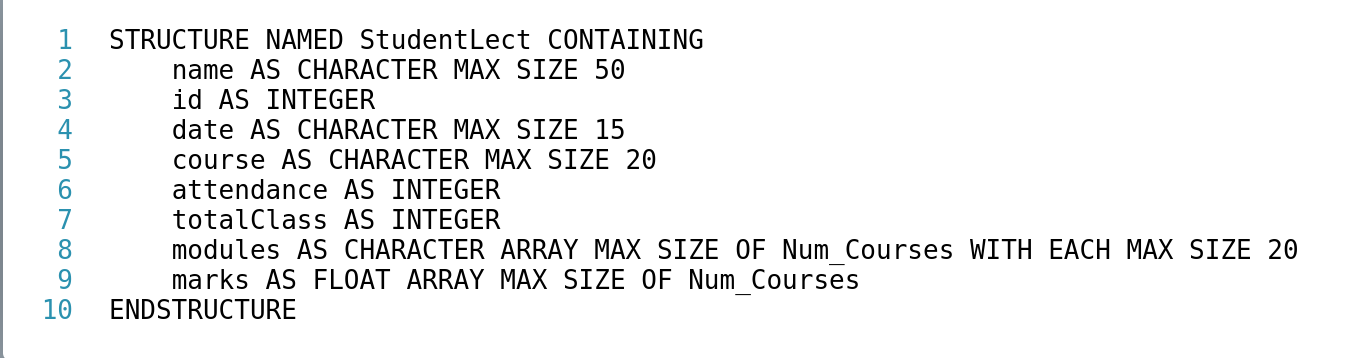 1 STRUCTURE NAMED StudentLect CONTAINING
2 name AS CHARACTER MAX SIZE 50
3 id AS INTEGER
4 date AS CHARACTER MAX SIZE 15
5 course AS CHARACTER MAX SIZE 20
6 attendance AS INTEGER
7 totalClass AS INTEGER
8 modules AS CHARACTER ARRAY MAX SIZE OF Num_Courses WITH EACH MAX SIZE 20
9 marks AS FLOAT ARRAY MAX SIZE OF Num_Courses
10 ENDSTRUCTURE